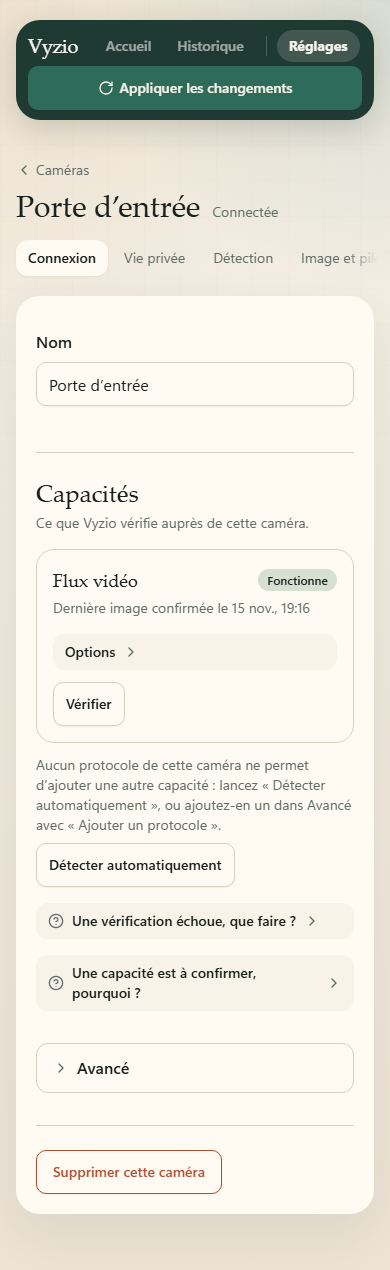 Vyzio
Accueil
Historique
Réglages
Appliquer les changements
Caméras
Porte d’entrée
Connectée
Connexion
Vie privée
Détection
Image et
Nom
Porte d’entrée
Capacités
Ce que Vyzio vérifie auprès de cette caméra.
Flux vidéo
Fonctionne
Dernière image confirmée le 15 nov., 19:16
Options
Vérifier
Aucun protocole de cette caméra ne permet
d’ajouter une autre capacité : lancez « Détecter
automatiquement », ou ajoutez-en un dans Avancé
avec « Ajouter un protocole ».
Détecter automatiquement
Une vérification échoue, que faire ?
Une capacité est à confirmer,
pourquoi ?
Avancé
Supprimer cette caméra